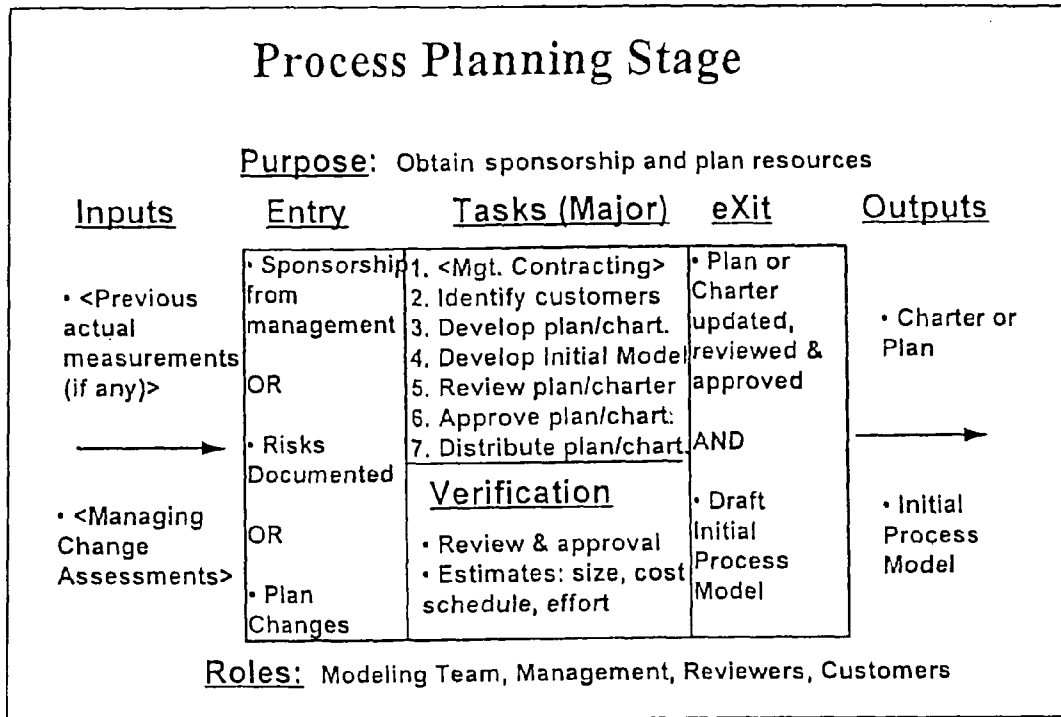 Process Planning Stage
Purpose: Obtain sponsorship and plan resources
Inputs
• <Previous
actual
measurements
(if any)>
• <Managing
Change
Assessments>
Entry
• Sponsorship
from
management
OR
• Risks
Documented
OR
• Plan
Changes
Tasks (Major)
1. <Mgt. Contracting>
2. Identify customers
3. Develop plan/chart.
4. Develop Initial Model
5. Review plan/charter
6. Approve plan/chart.
7. Distribute plan/chart.
Verification
• Review & approval
• Estimates: size, cost
schedule, effort
eXit
• Plan or
Charter
updated,
reviewed &
approved
AND
• Draft
Initial
Process
Model
Outputs
• Charter or
Plan
• Initial
Process
Model
Roles: Modeling Team, Management, Reviewers, Customers